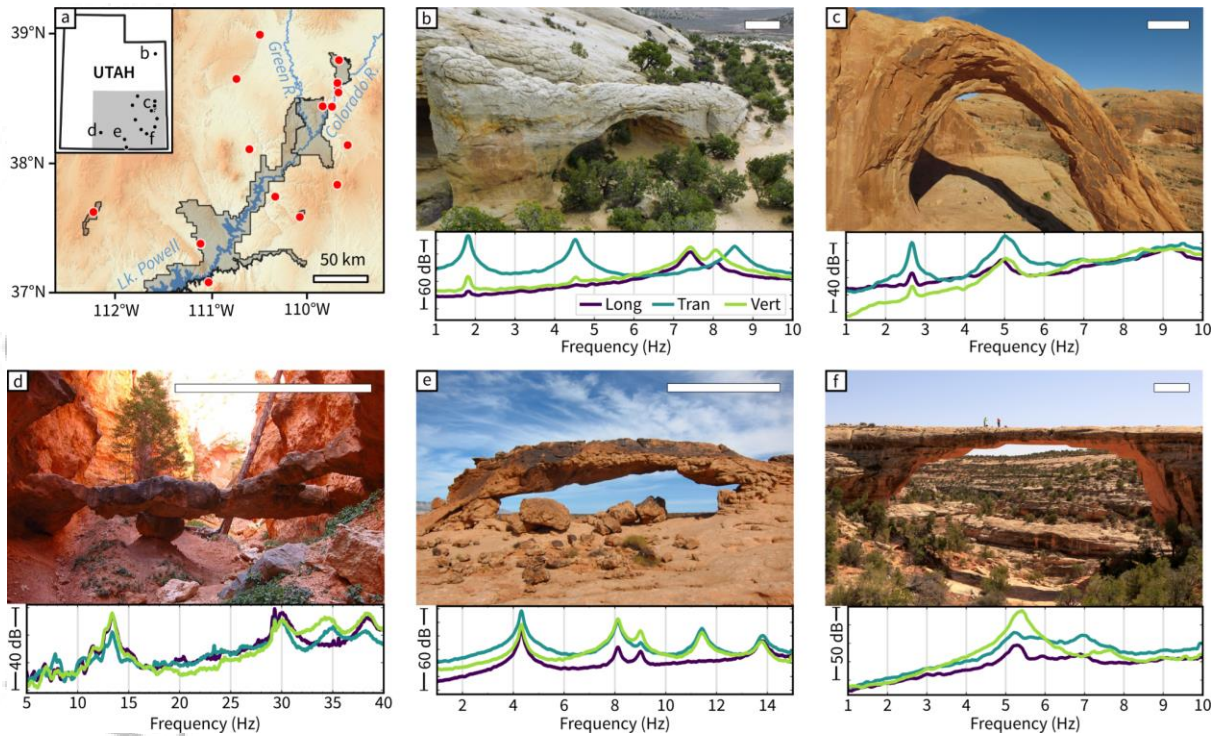 a
39°N
38°N
37°N
112°W
111°W
110°W
UTAH
b
c
d
e
f
Green R.
Colorado R.
Lk. Powell
50 km
b
60 dB
Long
Tran
Vert
1 2 3 4 5 6 7 8 9 10
Frequency (Hz)
c
40 dB
1 2 3 4 5 6 7 8 9 10
Frequency (Hz)
d
40 dB
5 10 15 20 25 30 35 40
Frequency (Hz)
e
60 dB
2 4 6 8 10 12 14
Frequency (Hz)
f
50 dB
1 2 3 4 5 6 7 8 9 10
Frequency (Hz)